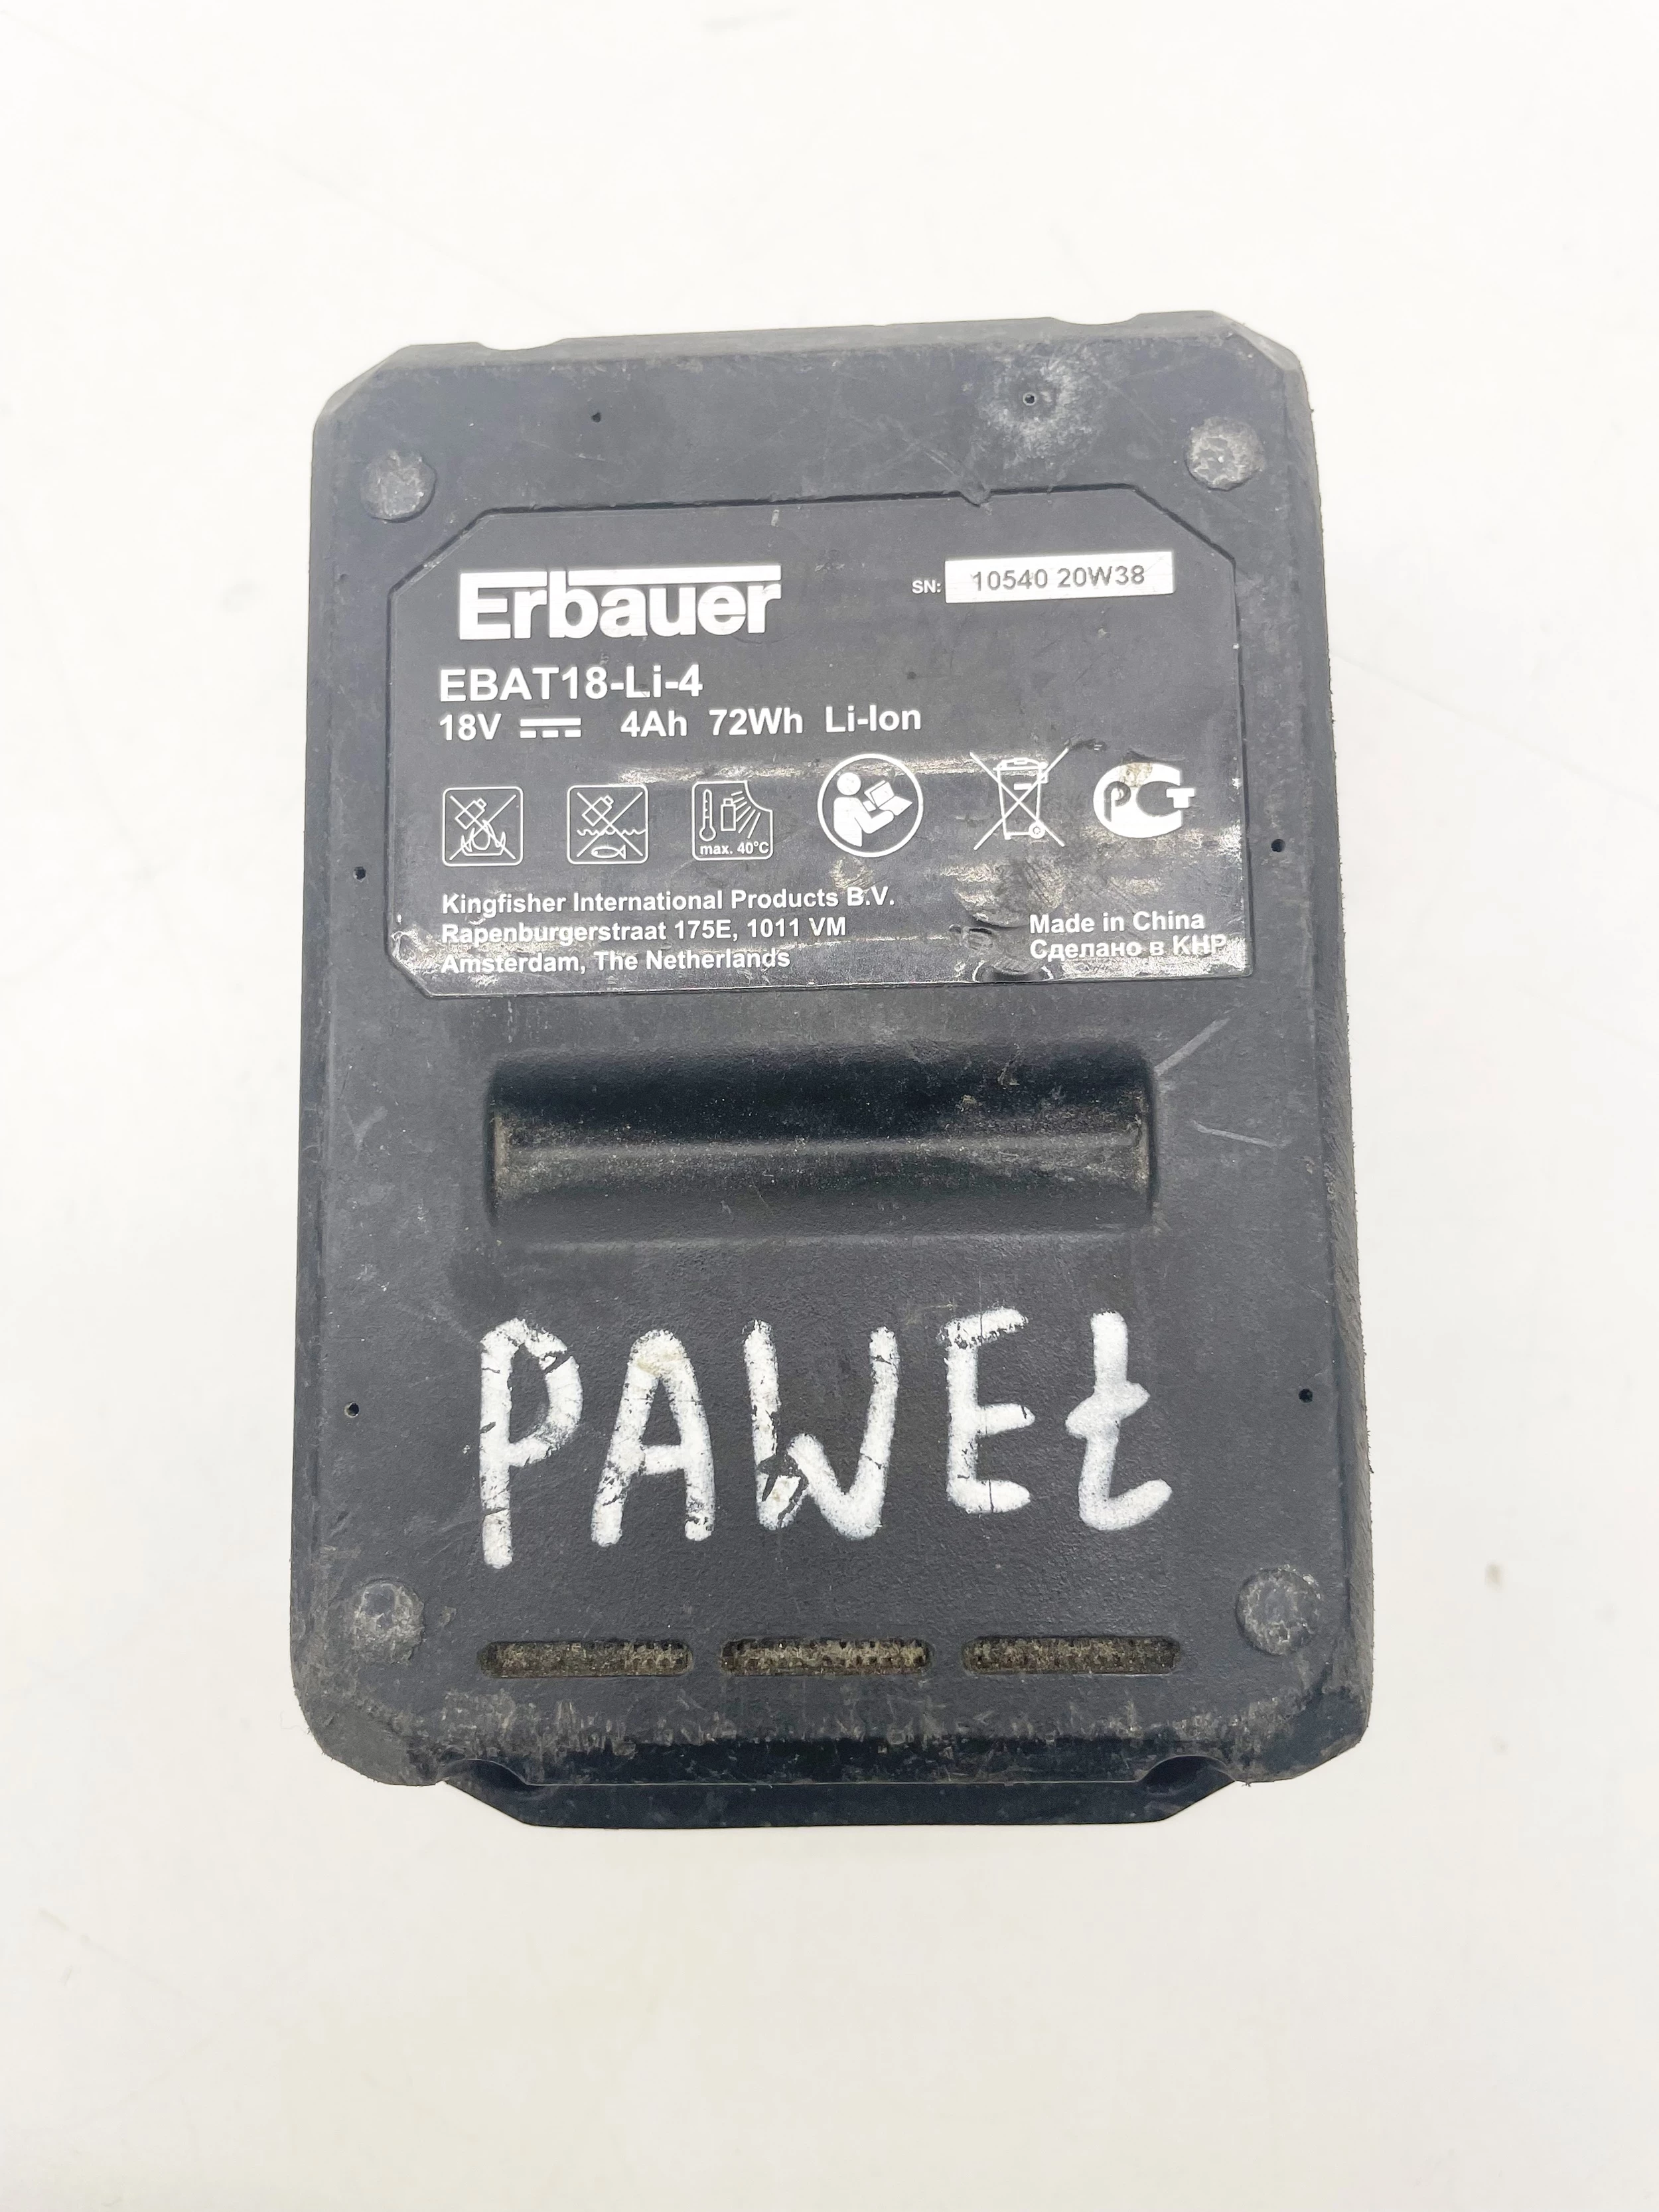 Erbauer
SN: 10540 20W38
EBAT18-Li-4
18V 4Ah 72Wh Li-Ion
max. 40°C
РСТ
Kingfisher International Products B.V.
Rapenburgerstraat 175E, 1011 VM
Amsterdam, The Netherlands
Made in China
Сделано в КНР
PAWEŁ